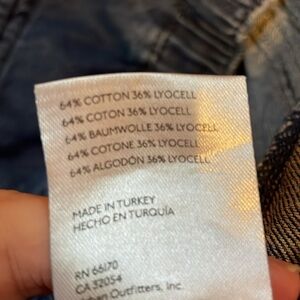 64% COTTON 36% LYOCELL
64% COTON 36% LYOCELL
64% BAUMWOLLE 36% LYOCELL
64% COTONE 36% LYOCELL
64% ALGODÓN 36% LYOCELL
MADE IN TURKEY
HECHO EN TURQUÍA
RN 66170
CA 32054
Outfitters, Inc.